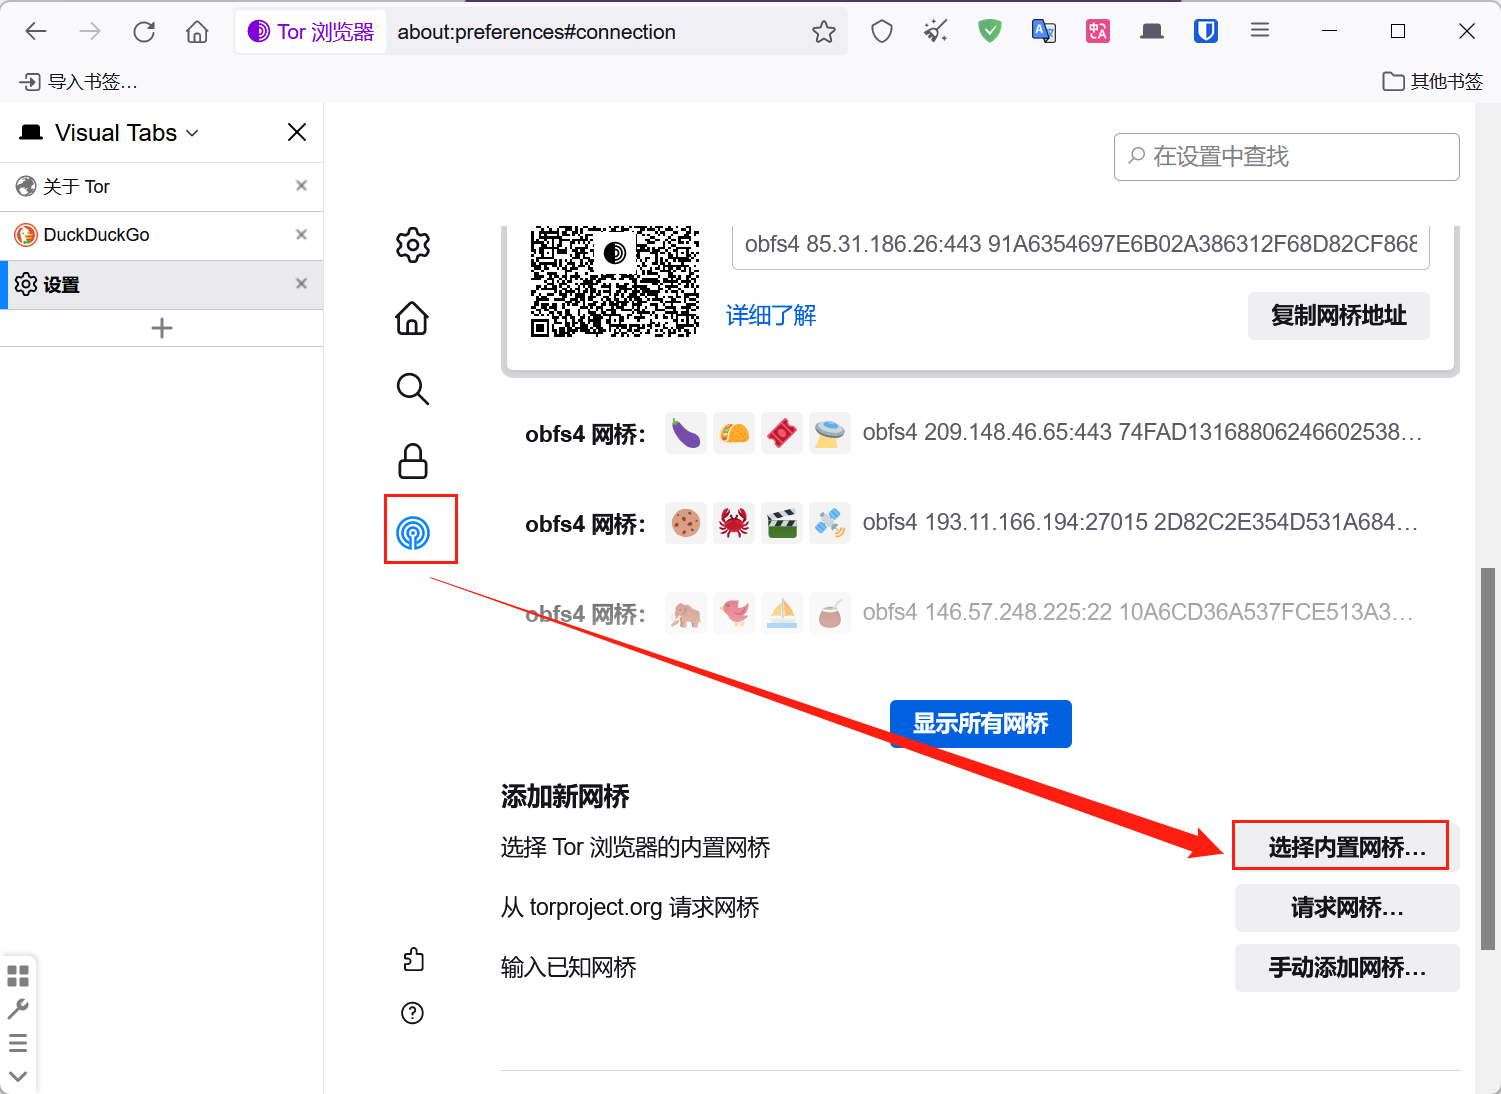 Tor 浏览器
about:preferences#connection
导入书签…
其他书签
Visual Tabs
在设置中查找
关于 Tor
DuckDuckGo
设置
obfs4 85.31.186.26:443 91A6354697E6B02A386312F68D82CF868
详细了解
复制网桥地址
obfs4 网桥： obfs4 209.148.46.65:443 74FAD13168806246602538…
obfs4 网桥： obfs4 193.11.166.194:27015 2D82C2E354D531A684…
obfs4 网桥： obfs4 146.57.248.225:22 10A6CD36A537FCE513A3…
显示所有网桥
添加新网桥
选择 Tor 浏览器的内置网桥
选择内置网桥…
从 torproject.org 请求网桥
请求网桥…
输入已知网桥
手动添加网桥…